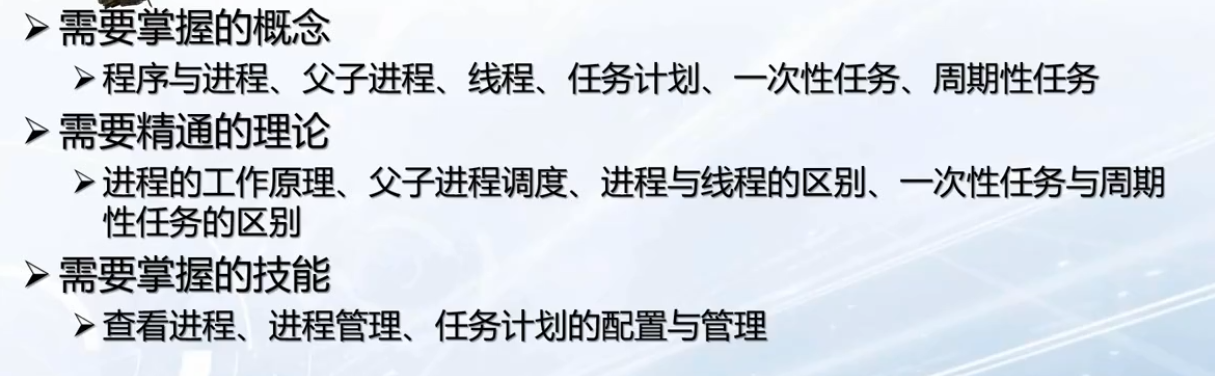 需要掌握的概念
程序与进程、父子进程、线程、任务计划、一次性任务、周期性任务
需要精通的理论
进程的工作原理、父子进程调度、进程与线程的区别、一次性任务与周期
性任务的区别
需要掌握的技能
查看进程、进程管理、任务计划的配置与管理